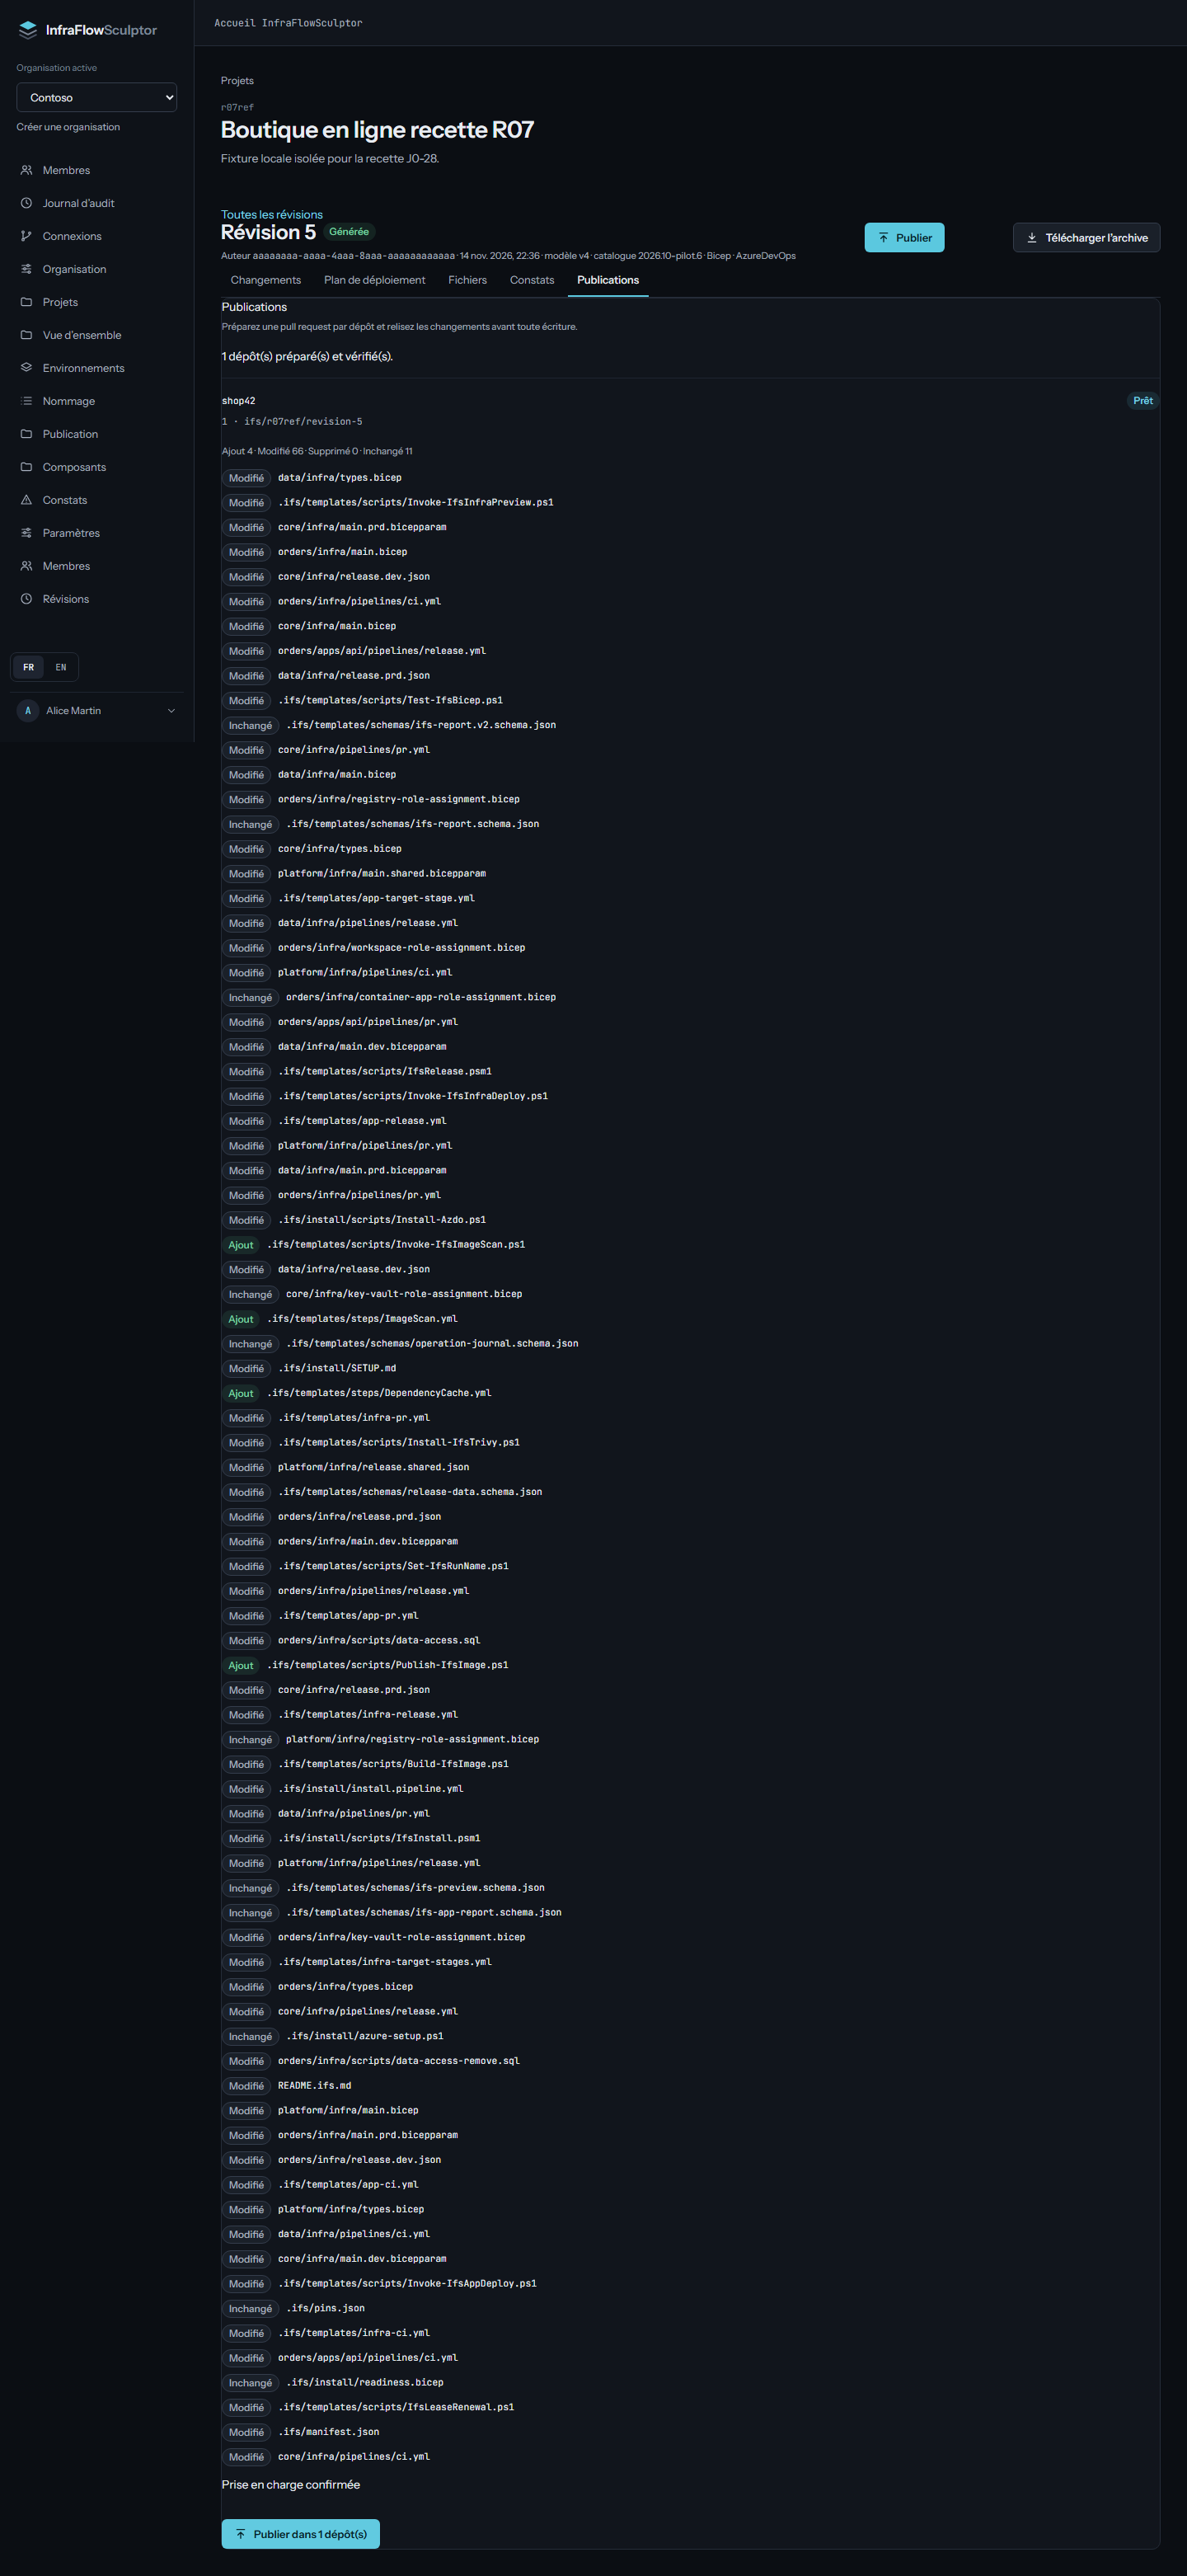 InfraFlowSculptor
Organisation active
Contoso
Créer une organisation
Membres
Journal d'audit
Connexions
Organisation
Projets
Vue d'ensemble
Environnements
Nommage
Publication
Composants
Constats
Paramètres
Membres
Révisions
FR EN
A Alice Martin
Accueil InfraFlowSculptor
Projets
r07ref
Boutique en ligne recette R07
Fixture locale isolée pour la recette J0-28.
Toutes les révisions
Révision 5 Générée
Publier
Télécharger l'archive
Auteur aaaaaaaa-aaaa-4aaa-8aaa-aaaaaaaaaaaa · 14 nov. 2026, 22:36 · modèle v4 · catalogue 2026.10-pilot.6 · Bicep · AzureDevOps
Changements Plan de déploiement Fichiers Constats Publications
Publications
Préparez une pull request par dépôt et relisez les changements avant toute écriture.
1 dépôt(s) préparé(s) et vérifié(s).
shop42 Prêt
1 · ifs/r07ref/revision-5
Ajout 4 · Modifié 66 · Supprimé 0 · Inchangé 11
Modifié data/infra/types.bicep
Modifié .ifs/templates/scripts/Invoke-IfsInfraPreview.ps1
Modifié core/infra/main.prd.bicepparam
Modifié orders/infra/main.bicep
Modifié core/infra/release.dev.json
Modifié orders/infra/pipelines/ci.yml
Modifié core/infra/main.bicep
Modifié orders/apps/api/pipelines/release.yml
Modifié data/infra/release.prd.json
Modifié .ifs/templates/scripts/Test-IfsBicep.ps1
Inchangé .ifs/templates/schemas/ifs-report.v2.schema.json
Modifié core/infra/pipelines/pr.yml
Modifié data/infra/main.bicep
Modifié orders/infra/registry-role-assignment.bicep
Inchangé .ifs/templates/schemas/ifs-report.schema.json
Modifié core/infra/types.bicep
Modifié platform/infra/main.shared.bicepparam
Modifié .ifs/templates/app-target-stage.yml
Modifié data/infra/pipelines/release.yml
Modifié orders/infra/workspace-role-assignment.bicep
Modifié platform/infra/pipelines/ci.yml
Inchangé orders/infra/container-app-role-assignment.bicep
Modifié orders/apps/api/pipelines/pr.yml
Modifié data/infra/main.dev.bicepparam
Modifié .ifs/templates/scripts/IfsRelease.psm1
Modifié .ifs/templates/scripts/Invoke-IfsInfraDeploy.ps1
Modifié .ifs/templates/app-release.yml
Modifié platform/infra/pipelines/pr.yml
Modifié data/infra/main.prd.bicepparam
Modifié orders/infra/pipelines/pr.yml
Modifié .ifs/install/scripts/Install-Azdo.ps1
Ajout .ifs/templates/scripts/Invoke-IfsImageScan.ps1
Modifié data/infra/release.dev.json
Inchangé core/infra/key-vault-role-assignment.bicep
Ajout .ifs/templates/steps/ImageScan.yml
Inchangé .ifs/templates/schemas/operation-journal.schema.json
Modifié .ifs/install/SETUP.md
Ajout .ifs/templates/steps/DependencyCache.yml
Modifié .ifs/templates/infra-pr.yml
Modifié .ifs/templates/scripts/Install-IfsTrivy.ps1
Modifié platform/infra/release.shared.json
Modifié .ifs/templates/schemas/release-data.schema.json
Modifié orders/infra/release.prd.json
Modifié orders/infra/main.dev.bicepparam
Modifié .ifs/templates/scripts/Set-IfsRunName.ps1
Modifié orders/infra/pipelines/release.yml
Modifié .ifs/templates/app-pr.yml
Modifié orders/infra/scripts/data-access.sql
Ajout .ifs/templates/scripts/Publish-IfsImage.ps1
Modifié core/infra/release.prd.json
Modifié .ifs/templates/infra-release.yml
Inchangé platform/infra/registry-role-assignment.bicep
Modifié .ifs/templates/scripts/Build-IfsImage.ps1
Modifié .ifs/install/install.pipeline.yml
Modifié data/infra/pipelines/pr.yml
Modifié .ifs/install/scripts/IfsInstall.psm1
Modifié platform/infra/pipelines/release.yml
Inchangé .ifs/templates/schemas/ifs-preview.schema.json
Inchangé .ifs/templates/schemas/ifs-app-report.schema.json
Modifié orders/infra/key-vault-role-assignment.bicep
Modifié .ifs/templates/infra-target-stages.yml
Modifié orders/infra/types.bicep
Modifié core/infra/pipelines/release.yml
Inchangé .ifs/install/azure-setup.ps1
Modifié orders/infra/scripts/data-access-remove.sql
Modifié README.ifs.md
Modifié platform/infra/main.bicep
Modifié orders/infra/main.prd.bicepparam
Modifié orders/infra/release.dev.json
Modifié .ifs/templates/app-ci.yml
Modifié platform/infra/types.bicep
Modifié data/infra/pipelines/ci.yml
Modifié core/infra/main.dev.bicepparam
Modifié .ifs/templates/scripts/Invoke-IfsAppDeploy.ps1
Inchangé .ifs/pins.json
Modifié .ifs/templates/infra-ci.yml
Modifié orders/apps/api/pipelines/ci.yml
Inchangé .ifs/install/readiness.bicep
Modifié .ifs/templates/scripts/IfsLeaseRenewal.ps1
Modifié .ifs/manifest.json
Modifié core/infra/pipelines/ci.yml
Prise en charge confirmée
Publier dans 1 dépôt(s)